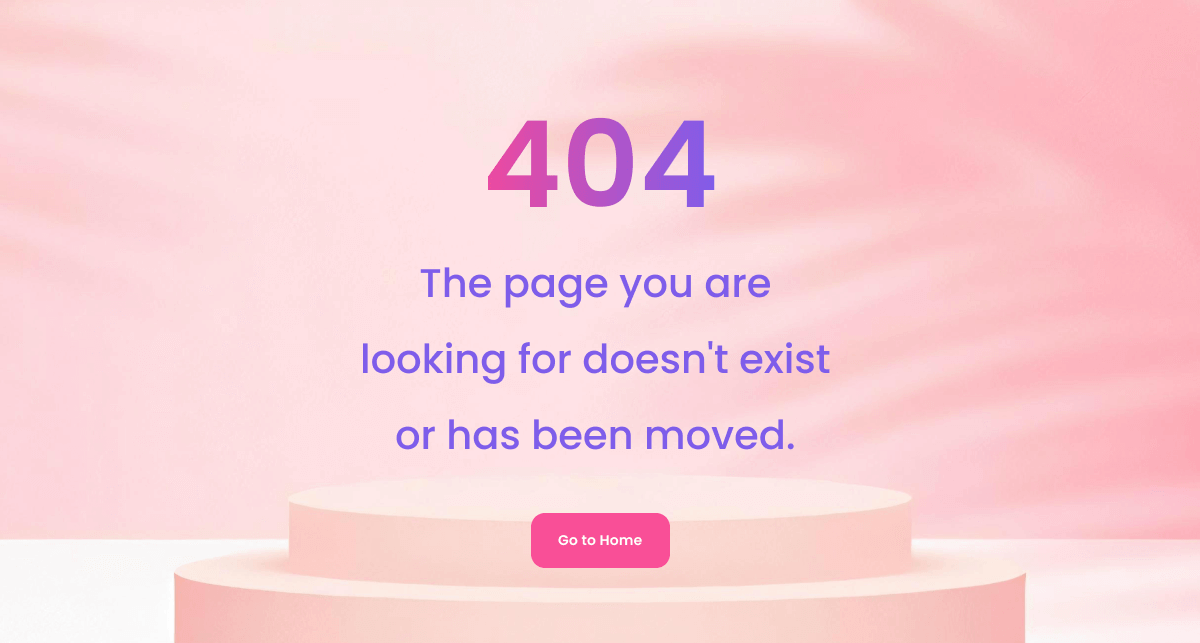 404
The page you are
looking for doesn't exist
or has been moved.
Go to Home